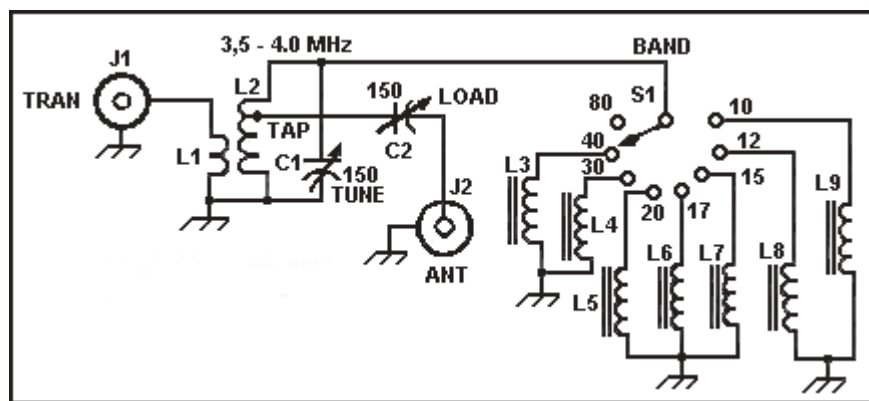 J1
3,5 - 4.0 MHz
BAND
TRAN
L2
150
LOAD
S1
80
10
TAP
40
12
L1
C1
C2
L3
30
15
150
TUNE
J2
L4
20
17
L9
ANT
L5
L6
L7
L8